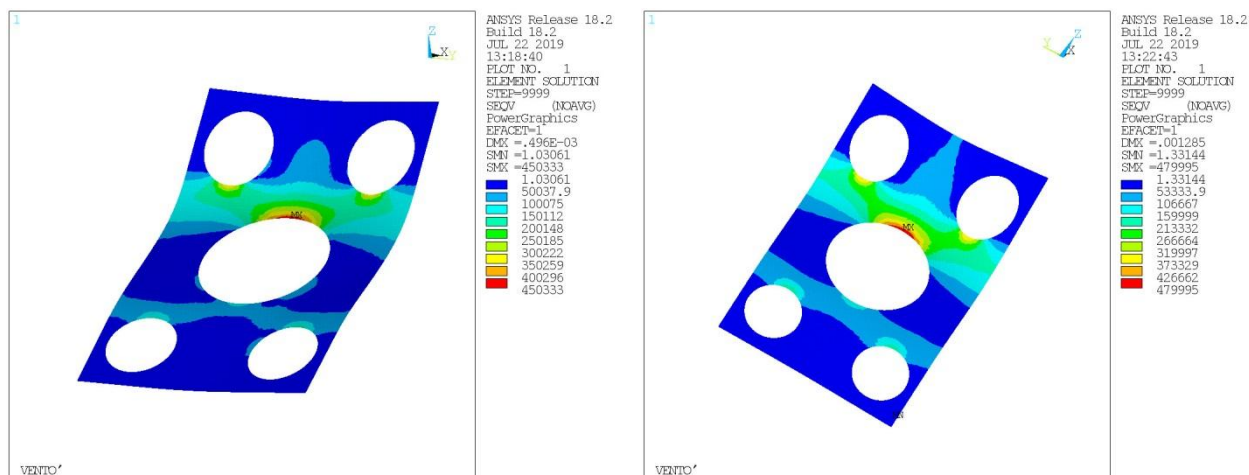 1
Z
X
Y
ANSYS Release 18.2
Build 18.2
JUL 22 2019
13:18:40
PLOT NO.   1
ELEMENT SOLUTION
STEP=9999
SEQV     (NOAVG)
PowerGraphics
EFACET=1
DMX =.496E-03
SMN =1.03061
SMX =450333
1.03061
50037.9
100075
150112
200148
250185
300222
350259
400296
450333
MX
VENTO'
1
Y
Z
X
ANSYS Release 18.2
Build 18.2
JUL 22 2019
13:22:43
PLOT NO.   1
ELEMENT SOLUTION
STEP=9999
SEQV     (NOAVG)
PowerGraphics
EFACET=1
DMX =.001285
SMN =1.33144
SMX =479995
1.33144
53333.9
106667
159999
213332
266664
319997
373329
426662
479995
MX
MN
VENTO'